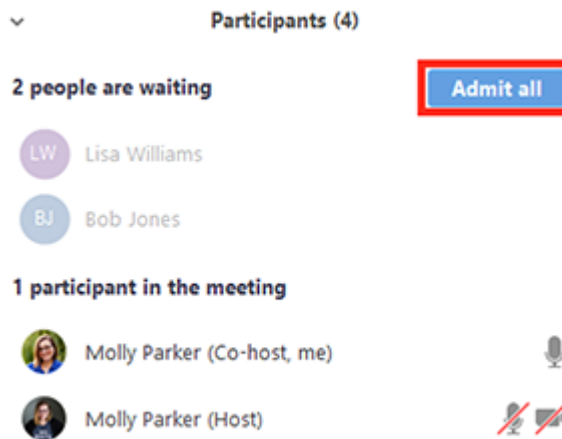 Participants (4)
2 people are waiting
Admit all
LW Lisa Williams
BJ Bob Jones
1 participant in the meeting
Molly Parker (Co-host, me)
Molly Parker (Host)